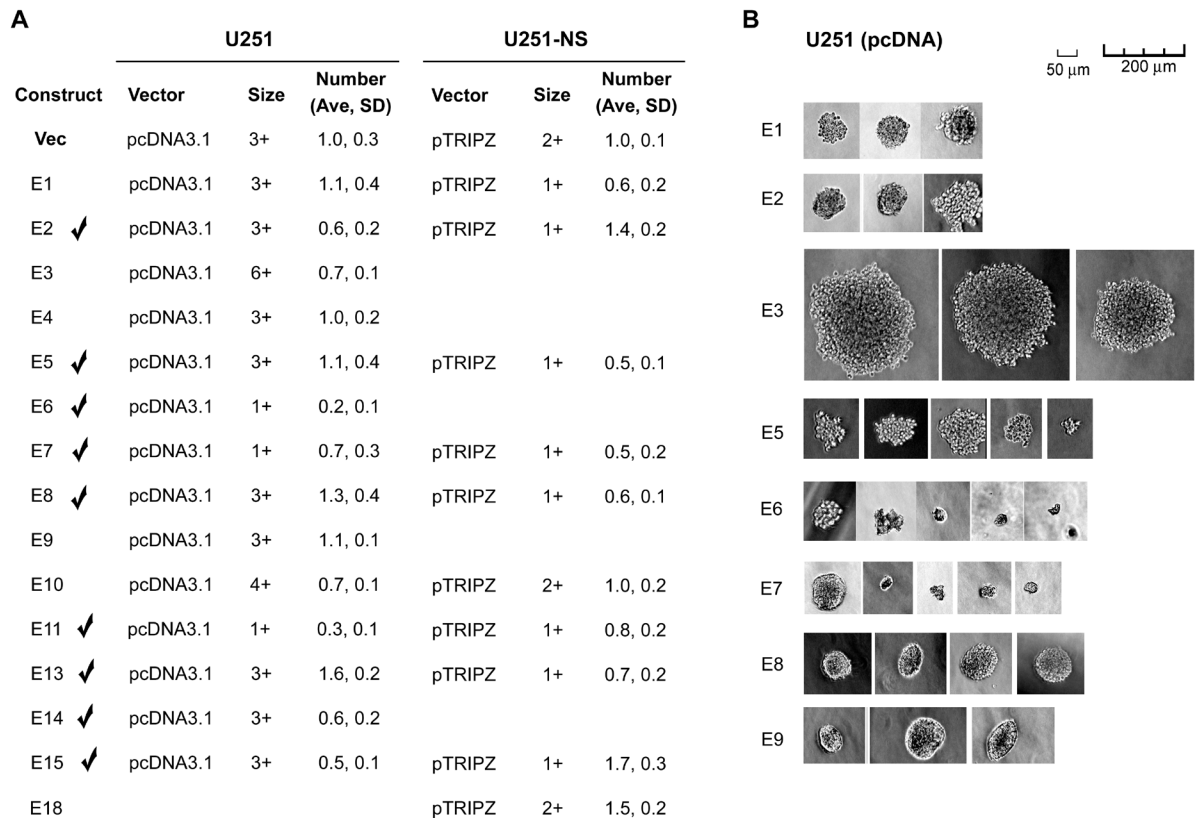 A
U251 U251-NS
Construct Vector Size Number (Ave, SD) Vector Size Number (Ave, SD)
Vec pcDNA3.1 3+ 1.0, 0.3 pTRIPZ 2+ 1.0, 0.1
E1 pcDNA3.1 3+ 1.1, 0.4 pTRIPZ 1+ 0.6, 0.2
E2 ✓ pcDNA3.1 3+ 0.6, 0.2 pTRIPZ 1+ 1.4, 0.2
E3 pcDNA3.1 6+ 0.7, 0.1
E4 pcDNA3.1 3+ 1.0, 0.2
E5 ✓ pcDNA3.1 3+ 1.1, 0.4 pTRIPZ 1+ 0.5, 0.1
E6 ✓ pcDNA3.1 1+ 0.2, 0.1
E7 ✓ pcDNA3.1 1+ 0.7, 0.3 pTRIPZ 1+ 0.5, 0.2
E8 ✓ pcDNA3.1 3+ 1.3, 0.4 pTRIPZ 1+ 0.6, 0.1
E9 pcDNA3.1 3+ 1.1, 0.1
E10 pcDNA3.1 4+ 0.7, 0.1 pTRIPZ 2+ 1.0, 0.2
E11 ✓ pcDNA3.1 1+ 0.3, 0.1 pTRIPZ 1+ 0.8, 0.2
E13 ✓ pcDNA3.1 3+ 1.6, 0.2 pTRIPZ 1+ 0.7, 0.2
E14 ✓ pcDNA3.1 3+ 0.6, 0.2
E15 ✓ pcDNA3.1 3+ 0.5, 0.1 pTRIPZ 1+ 1.7, 0.3
E18 pTRIPZ 2+ 1.5, 0.2
B
U251 (pcDNA)
50 μm 200 μm
E1
E2
E3
E5
E6
E7
E8
E9